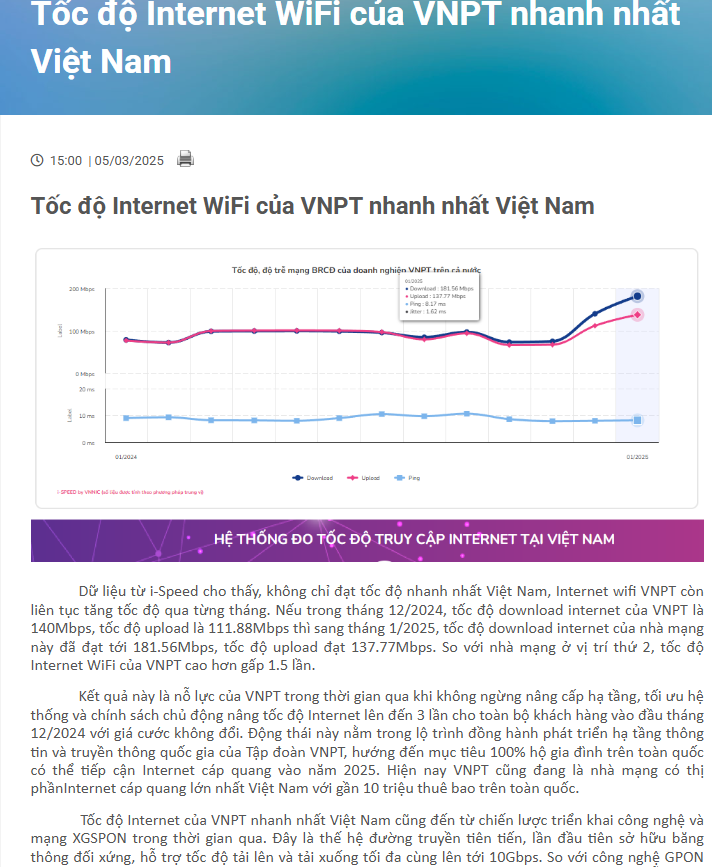 Tốc độ Internet WiFi của VNPT nhanh nhất
Việt Nam
15:00 | 05/03/2025
Tốc độ Internet WiFi của VNPT nhanh nhất Việt Nam
Tốc độ, độ trễ mạng BRCĐ của doanh nghiệp VNPT trên cả nước
01/2025
Download : 181.56 Mbps
Upload : 137.77 Mbps
Ping : 8.17 ms
Jitter : 1.62 ms
200 Mbps
Label
100 Mbps
0 Mbps
20 ms
Label
10 ms
0 ms
01/2024
01/2025
Download Upload Ping
i-SPEED by VNNIC (số liệu được tính theo phương pháp trung vị)
HỆ THỐNG ĐO TỐC ĐỘ TRUY CẬP INTERNET TẠI VIỆT NAM
Dữ liệu từ i-Speed cho thấy, không chỉ đạt tốc độ nhanh nhất Việt Nam, Internet wifi VNPT còn
liên tục tăng tốc độ qua từng tháng. Nếu trong tháng 12/2024, tốc độ download internet của VNPT là
140Mbps, tốc độ upload là 111.88Mbps thì sang tháng 1/2025, tốc độ download internet của nhà mạng
này đã đạt tới 181.56Mbps, tốc độ upload đạt 137.77Mbps. So với nhà mạng ở vị trí thứ 2, tốc độ
Internet WiFi của VNPT cao hơn gấp 1.5 lần.
Kết quả này là nỗ lực của VNPT trong thời gian qua khi không ngừng nâng cấp hạ tầng, tối ưu hệ
thống và chính sách chủ động nâng tốc độ Internet lên đến 3 lần cho toàn bộ khách hàng vào đầu tháng
12/2024 với giá cước không đổi. Động thái này nằm trong lộ trình đồng hành phát triển hạ tầng thông
tin và truyền thông quốc gia của Tập đoàn VNPT, hướng đến mục tiêu 100% hộ gia đình trên toàn quốc
có thể tiếp cận Internet cáp quang vào năm 2025. Hiện nay VNPT cũng đang là nhà mạng có thị
phầnInternet cáp quang lớn nhất Việt Nam với gần 10 triệu thuê bao trên toàn quốc.
Tốc độ Internet của VNPT nhanh nhất Việt Nam cũng đến từ chiến lược triển khai công nghệ và
mạng XGSPON trong thời gian qua. Đây là thế hệ đường truyền tiên tiến, lần đầu tiên sở hữu băng
thông đối xứng, hỗ trợ tốc độ tải lên và tải xuống tối đa cùng lên tới 10Gbps. So với công nghệ GPON